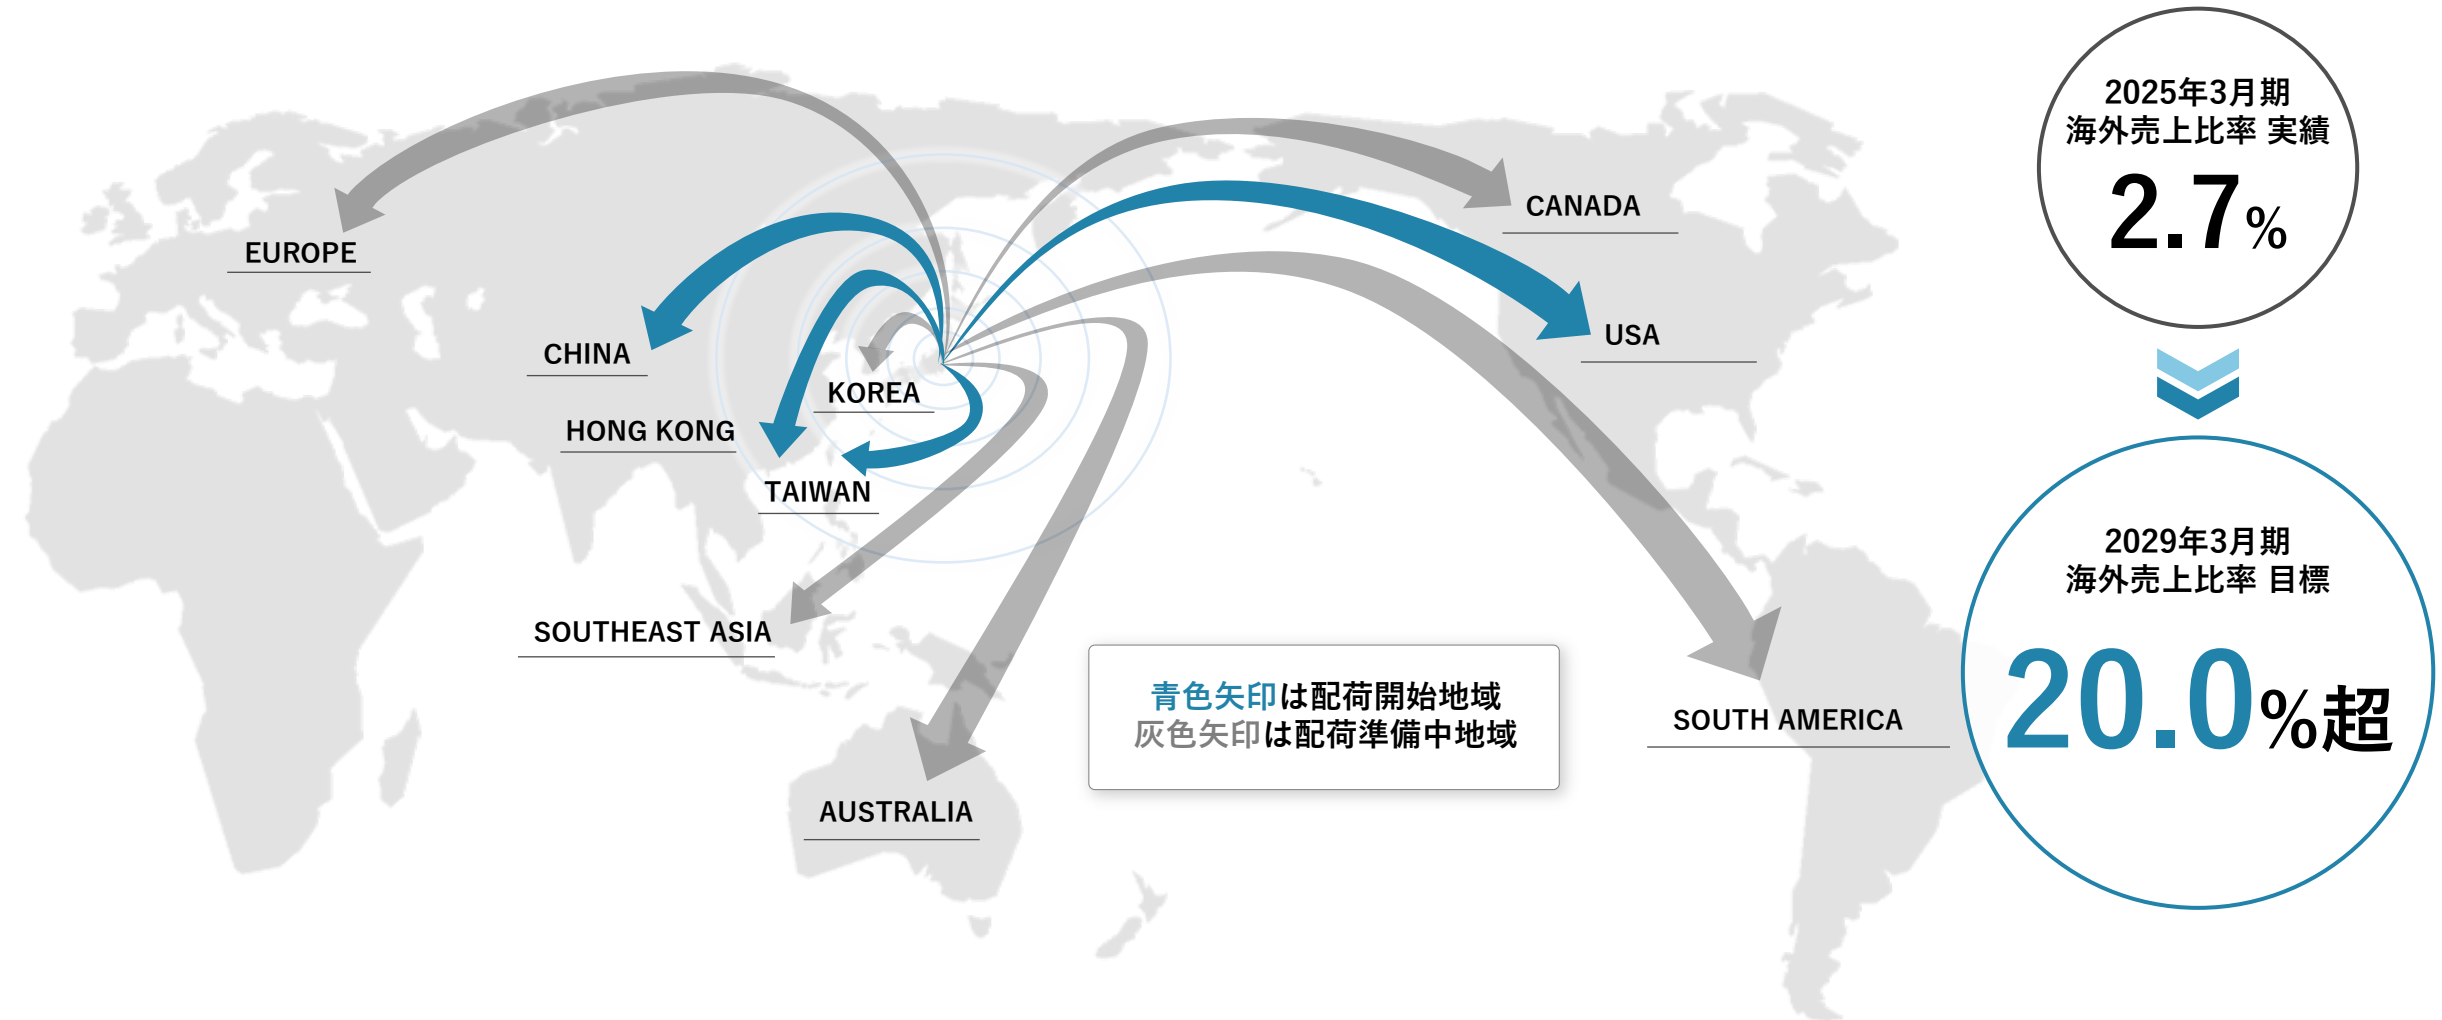 EUROPE
CHINA
HONG KONG
TAIWAN
KOREA
SOUTHEAST ASIA
AUSTRALIA
CANADA
USA
SOUTH AMERICA
青色矢印は配荷開始地域
灰色矢印は配荷準備中地域
2025年3月期
海外売上比率 実績
2.7%
2029年3月期
海外売上比率 目標
20.0%超